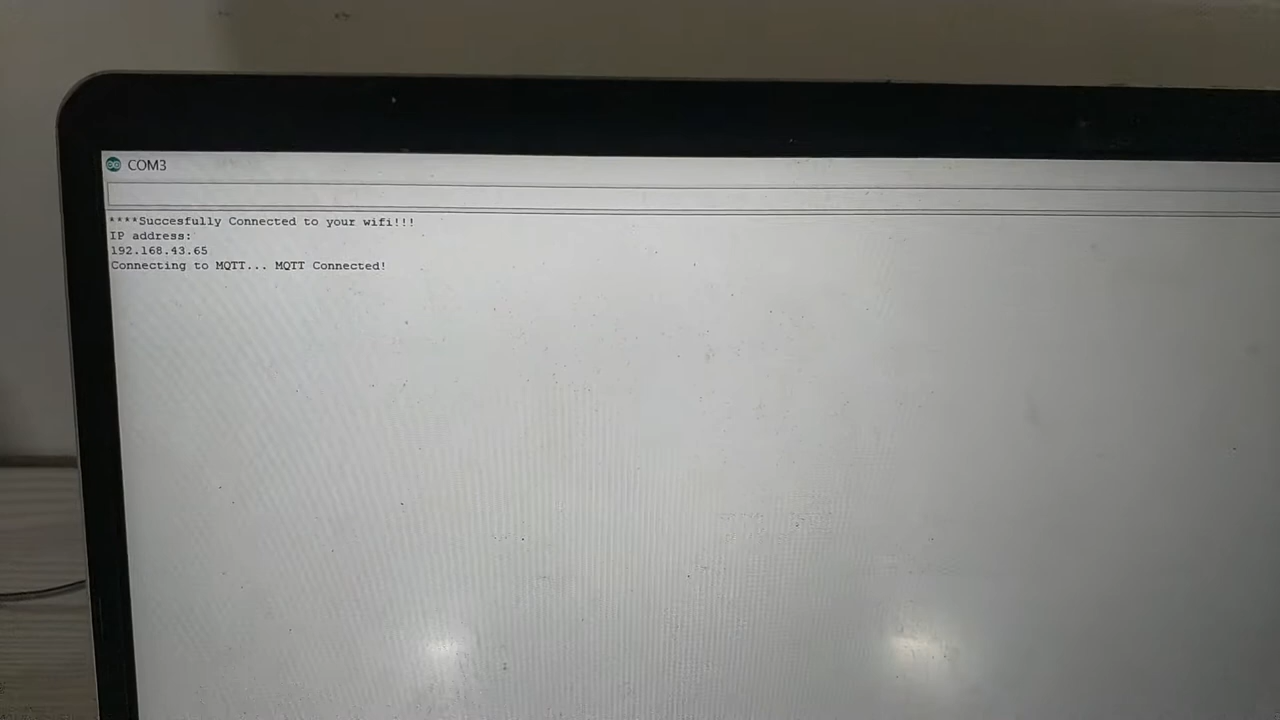 COM3
****Succesfully Connected to your wifi!!!
IP address:
192.168.43.65
Connecting to MQTT... MQTT Connected!